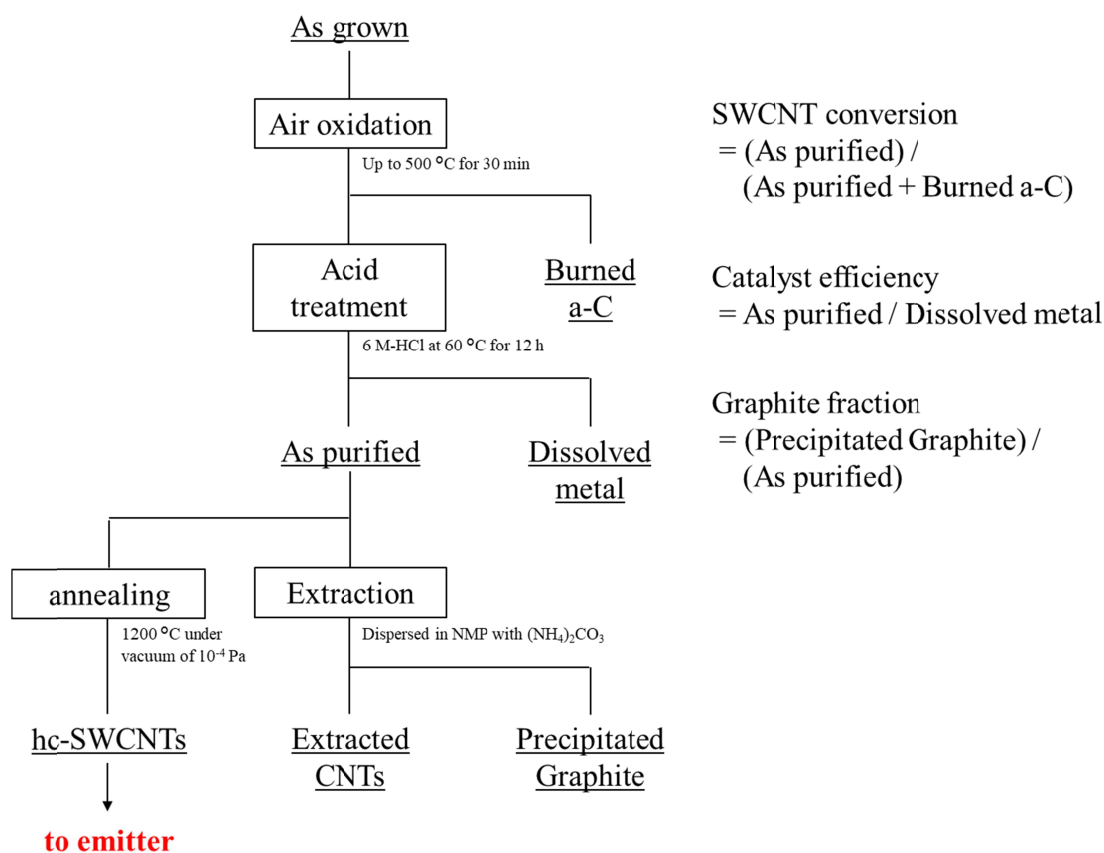 As grown
Air oxidation
Up to 500 °C for 30 min
SWCNT conversion
= (As purified) /
(As purified + Burned a-C)
Acid
treatment
Burned
a-C
6 M-HCl at 60 °C for 12 h
Catalyst efficiency
= As purified / Dissolved metal
Graphite fraction
= (Precipitated Graphite) /
(As purified)
As purified
Dissolved
metal
annealing
1200 °C under
vacuum of 10⁻⁴ Pa
Extraction
Dispersed in NMP with (NH₄)₂CO₃
hc-SWCNTs
Extracted
CNTs
Precipitated
Graphite
to emitter